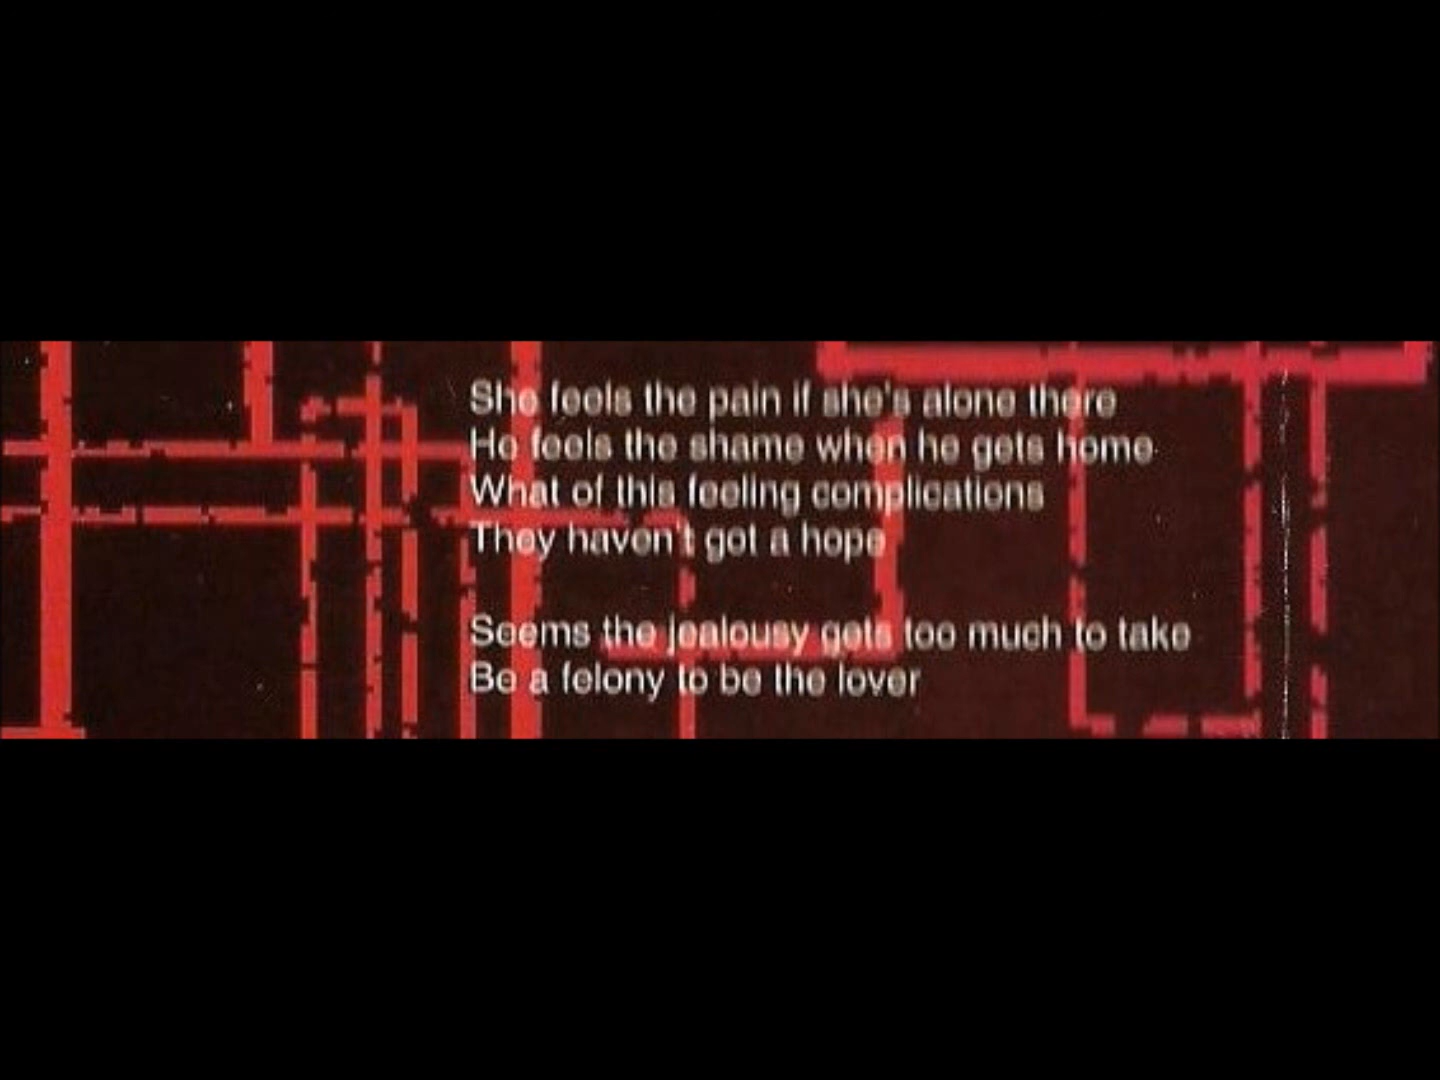 She feels the pain if she's alone there
He feels the shame when he gets home
What of this feeling complications
They haven't got a hope
Seems the jealousy gets too much to take
Be a felony to be the lover